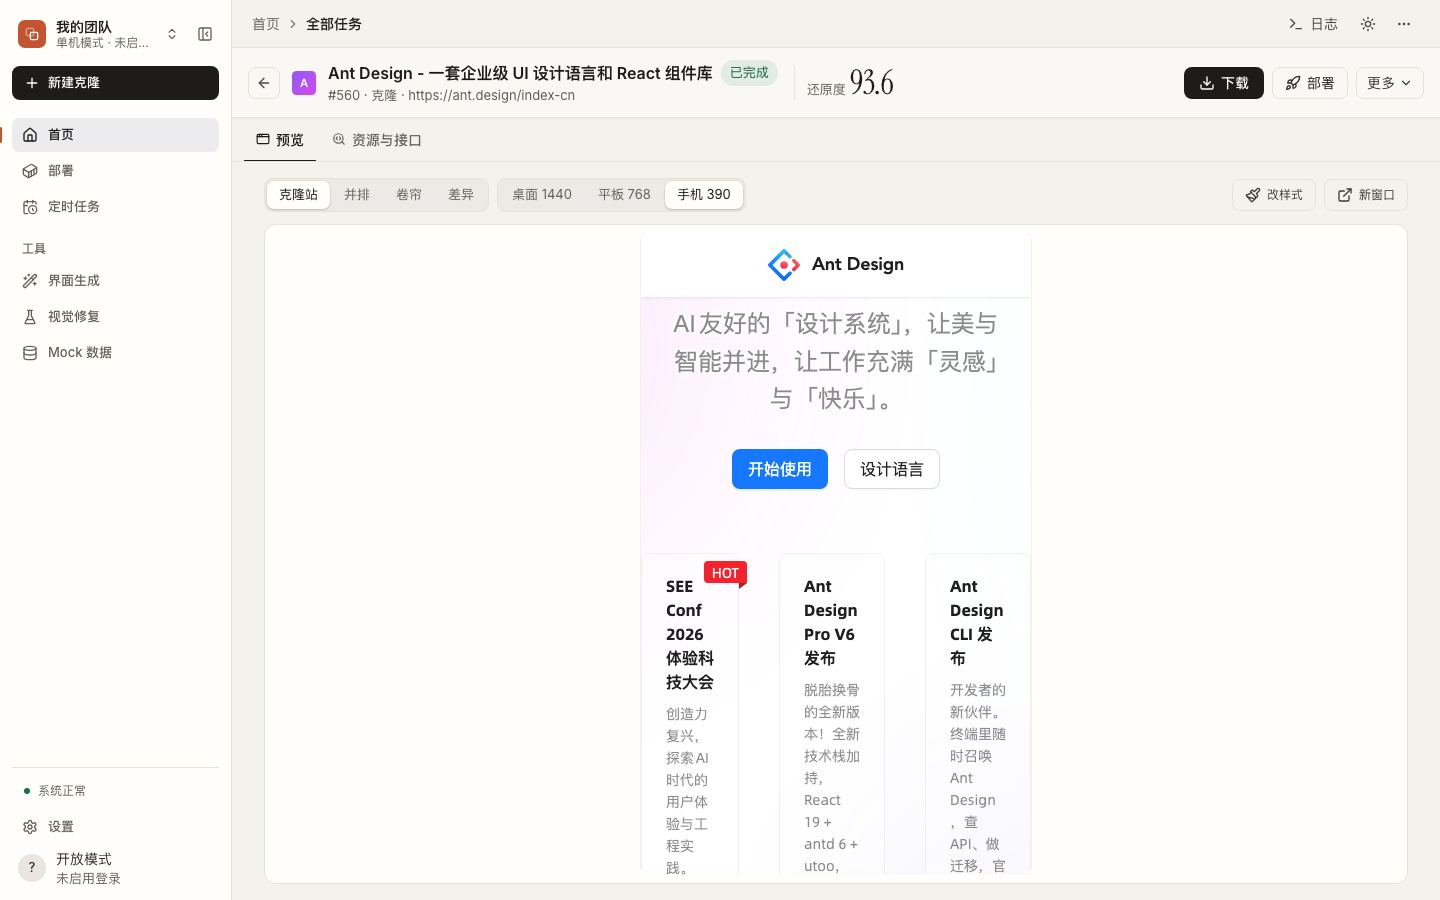 我的团队
单机模式 · 未启...
新建克隆
首页
部署
定时任务
工具
界面生成
视觉修复
Mock 数据
系统正常
设置
?
开放模式
未启用登录
首页 > 全部任务
日志
A
Ant Design - 一套企业级 UI 设计语言和 React 组件库
已完成
#560 · 克隆 · https://ant.design/index-cn
还原度 93.6
下载
部署
更多
预览
资源与接口
克隆站
并排
卷帘
差异
桌面 1440
平板 768
手机 390
改样式
新窗口
Ant Design
AI 友好的「设计系统」，让美与
智能并进，让工作充满「灵感」
与「快乐」。
开始使用
设计语言
HOT
SEE
Conf
2026
体验科
技大会
创造力
复兴，
探索 AI
时代的
用户体
验与工
程实
践。
Ant
Design
Pro V6
发布
脱胎换骨
的全新版
本！全新
技术栈加
持，
React
19 +
antd 6 +
utoo，
Ant
Design
CLI 发
布
开发者的
新伙伴。
终端里随
时召唤
Ant
Design
，查
API、做
迁移，官